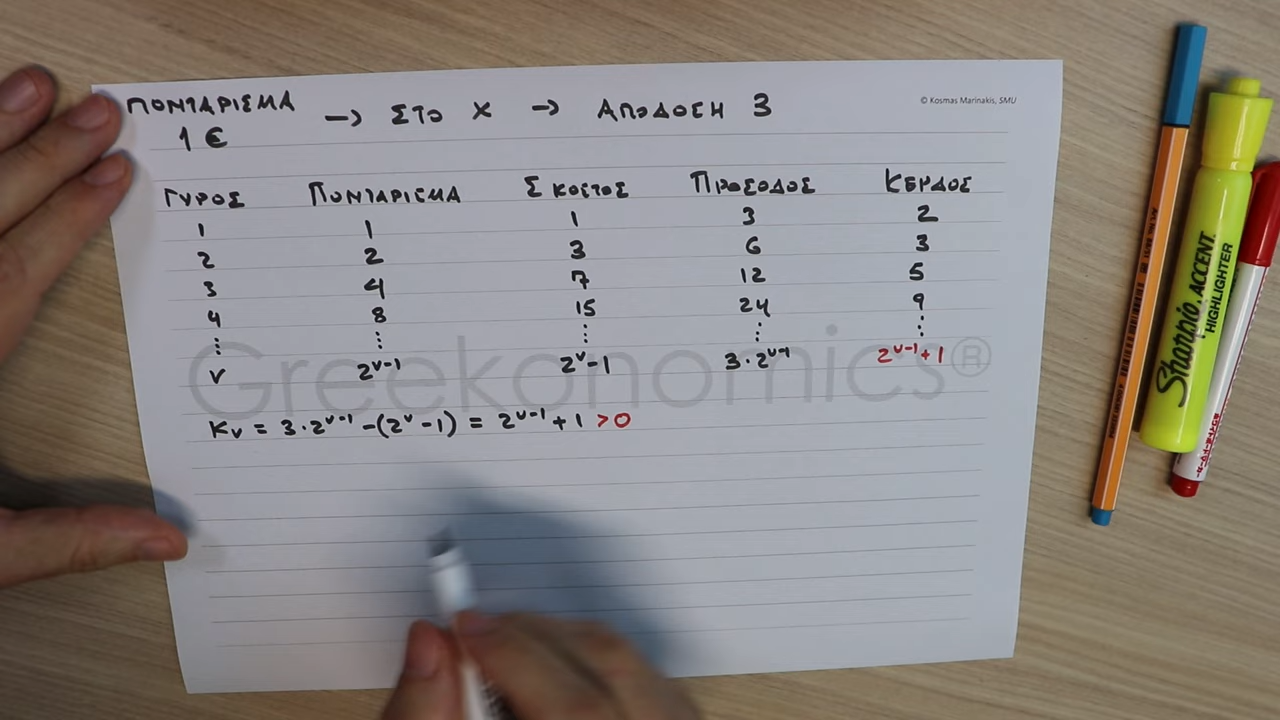 ΠΟΝΤΑΡΙΣΜΑ → ΣΤΟ Χ → ΑΠΟΔΟΣΗ 3
1 €
© Kosmas Marinakis, SMU
ΓΥΡΟΣ ΠΟΝΤΑΡΙΣΜΑ Σ ΚΟΣΤΟΣ ΠΡΟΣΟΔΟΣ ΚΕΡΔΟΣ
1 1 1 3 2
2 2 3 6 3
3 4 7 12 5
4 8 15 24 9
⋮ ⋮ ⋮ ⋮ ⋮
ν 2^ν-1 2^ν-1 3·2^ν-1 2^ν-1+1
Greekonomics®
Κν = 3·2^ν-1 -(2^ν -1) = 2^ν-1 + 1 >0
Sharpie ACCENT
HIGHLIGHTER